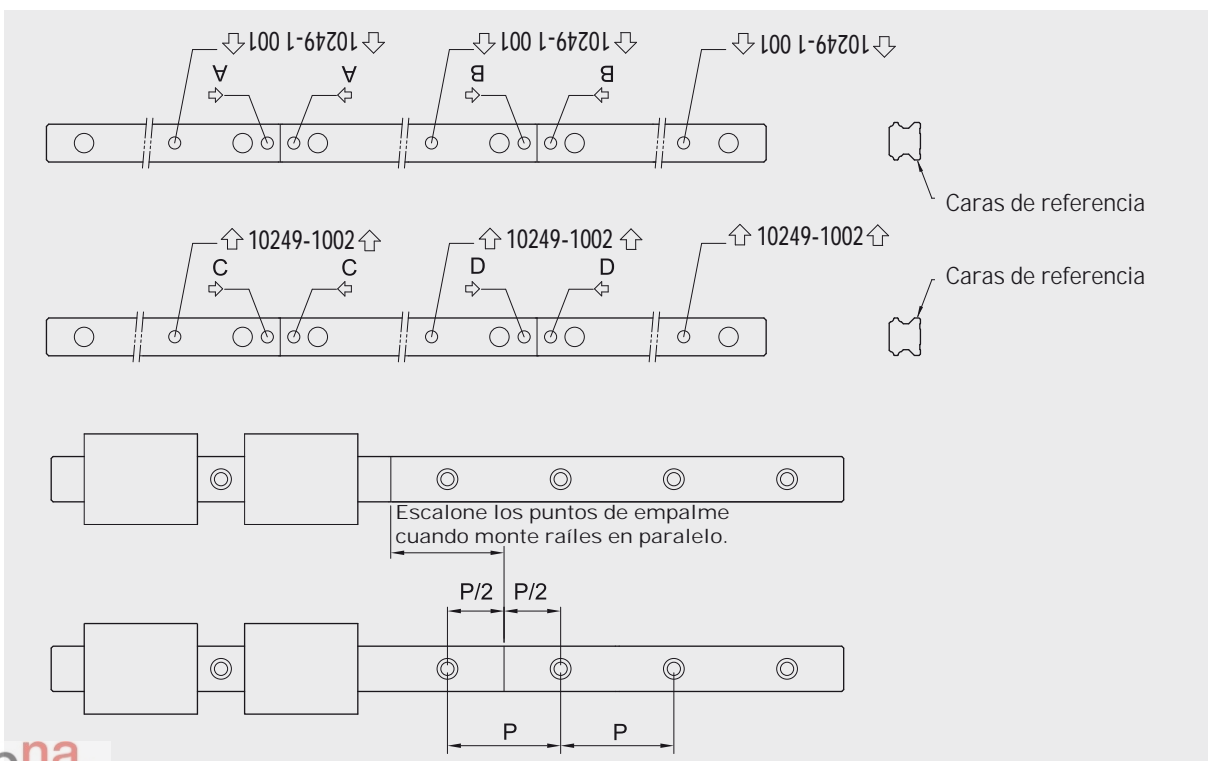 10249-1 001
10249-1 001
10249-1 001
A
A
B
B
Caras de referencia
10249-1002
10249-1002
10249-1002
C
C
D
D
Caras de referencia
Escalone los puntos de empalme
cuando monte raíles en paralelo.
P/2
P/2
P
P
na